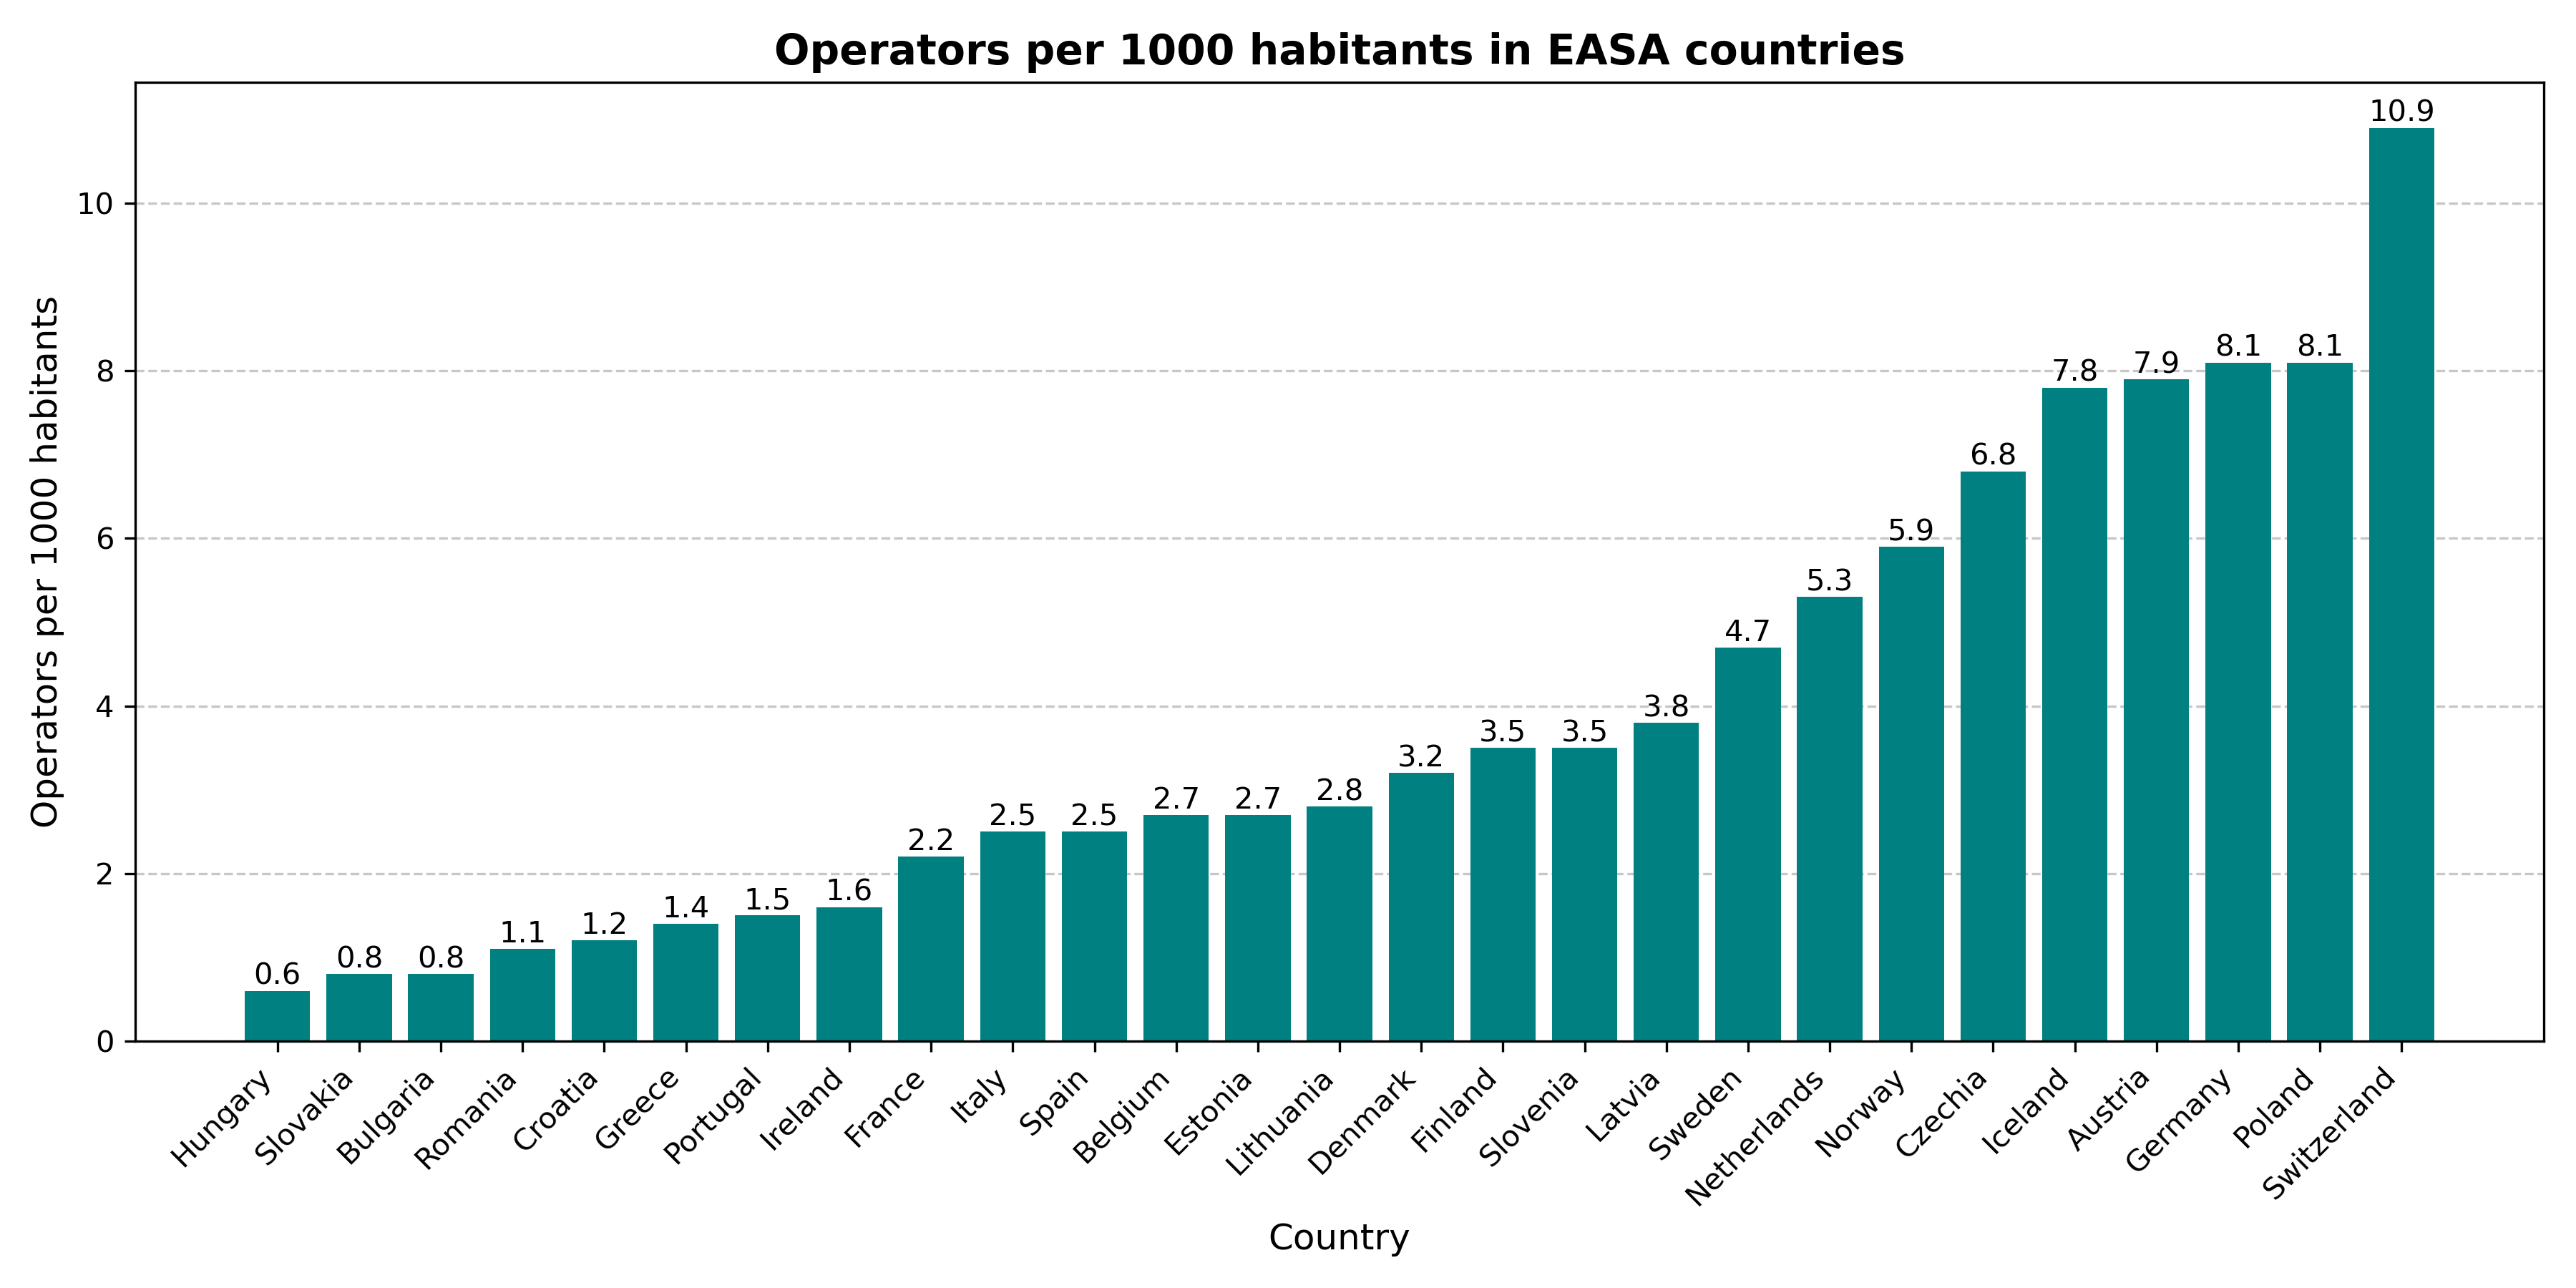 Operators per 1000 habitants in EASA countries
Operators per 1000 habitants
10
8
6
4
2
0
0.6
0.8
0.8
1.1
1.2
1.4
1.5
1.6
2.2
2.5
2.5
2.7
2.7
2.8
3.2
3.5
3.5
3.8
4.7
5.3
5.9
6.8
7.8
7.9
8.1
8.1
10.9
Hungary
Slovakia
Bulgaria
Romania
Croatia
Greece
Portugal
Ireland
France
Italy
Spain
Belgium
Estonia
Lithuania
Denmark
Finland
Slovenia
Latvia
Sweden
Netherlands
Norway
Czechia
Iceland
Austria
Germany
Poland
Switzerland
Country